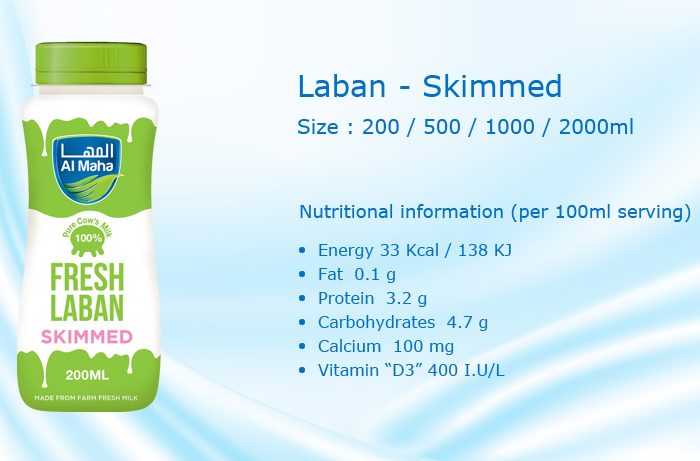 المها
Al Maha
Pure Cow's Milk
100%
FRESH
LABAN
SKIMMED
200ML
MADE FROM FARM FRESH MILK
Laban - Skimmed
Size : 200 / 500 / 1000 / 2000ml
Nutritional information (per 100ml serving)
• Energy 33 Kcal / 138 KJ
• Fat 0.1 g
• Protein 3.2 g
• Carbohydrates 4.7 g
• Calcium 100 mg
• Vitamin “D3” 400 I.U/L